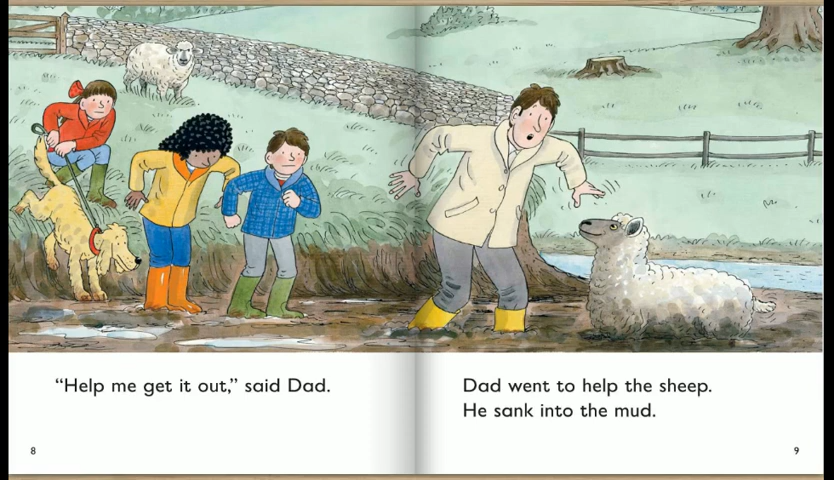 “Help me get it out,” said Dad.
8
Dad went to help the sheep.
He sank into the mud.
9